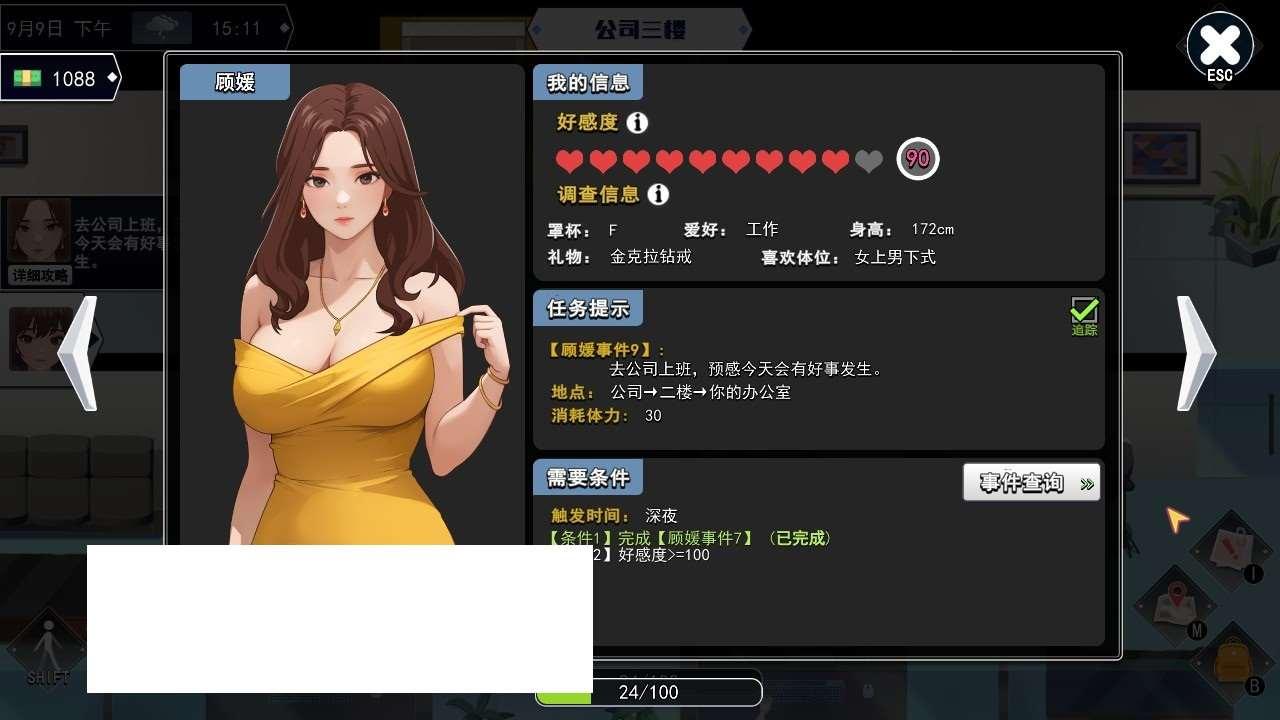 9月9日 下午 15:11
公司三楼
ESC
1088
顾媛
我的信息
好感度
90
调查信息
罩杯： F 爱好： 工作 身高： 172cm
礼物： 金克拉钻戒 喜欢体位： 女上男下式
去公司上班，
今天会有好事
生。
详细攻略
任务提示
追踪
【顾媛事件9】：
去公司上班，预感今天会有好事发生。
地点： 公司→二楼→你的办公室
消耗体力： 30
需要条件
事件查询
触发时间： 深夜
【条件1】完成【顾媛事件7】（已完成）
2】好感度>=100
I
M
B
SHIFT
24/100